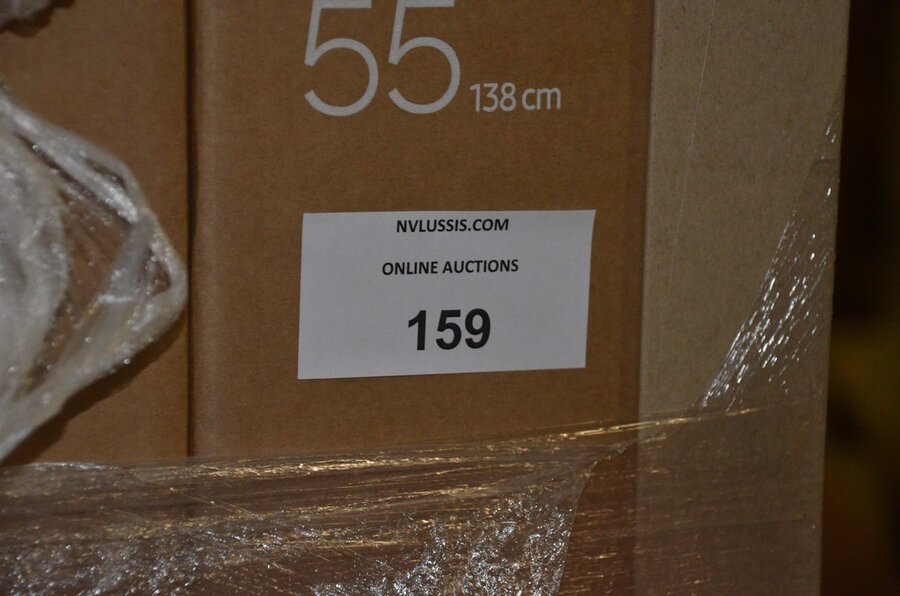 55 138 cm
NVLUSSIS.COM
ONLINE AUCTIONS
159